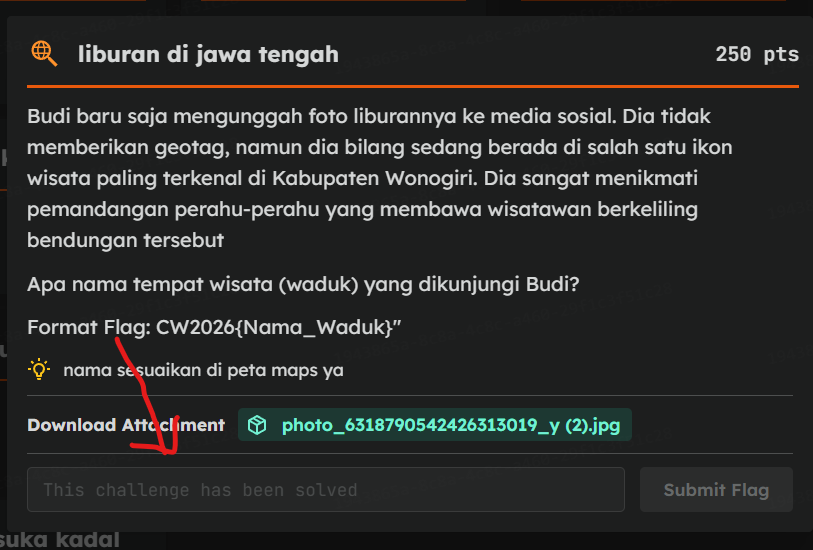 liburan di jawa tengah
250 pts
Budi baru saja mengunggah foto liburannya ke media sosial. Dia tidak
memberikan geotag, namun dia bilang sedang berada di salah satu ikon
wisata paling terkenal di Kabupaten Wonogiri. Dia sangat menikmati
pemandangan perahu-perahu yang membawa wisatawan berkeliling
bendungan tersebut
Apa nama tempat wisata (waduk) yang dikunjungi Budi?
Format Flag: CW2026{Nama_Waduk}"
nama sesuaikan di peta maps ya
Download Attachment
photo_6318790542426313019_y (2).jpg
This challenge has been solved
Submit Flag
suka kadal